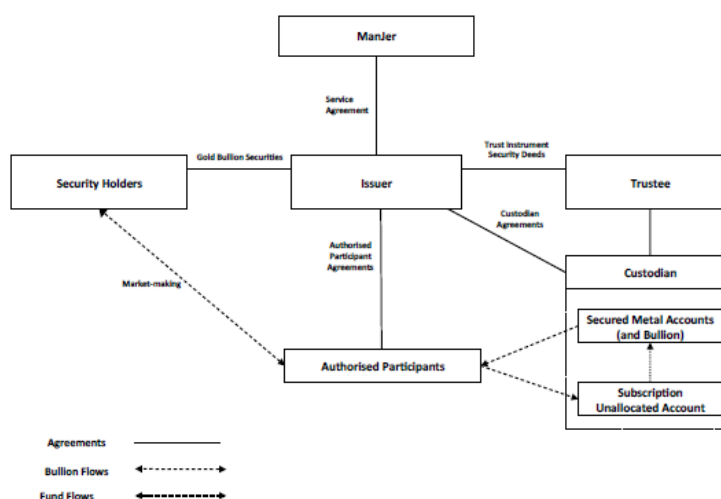 ManJer
Service
Agreement
Gold Bullion Securities
Trust Instrument
Security Deeds
Security Holders
Issuer
Trustee
Custodian
Agreements
Authorised
Participant
Agreements
Custodian
Market-making
Secured Metal Accounts
(and Bullion)
Authorised Participants
Subscription
Unallocated Account
Agreements
Bullion Flows
Fund Flows